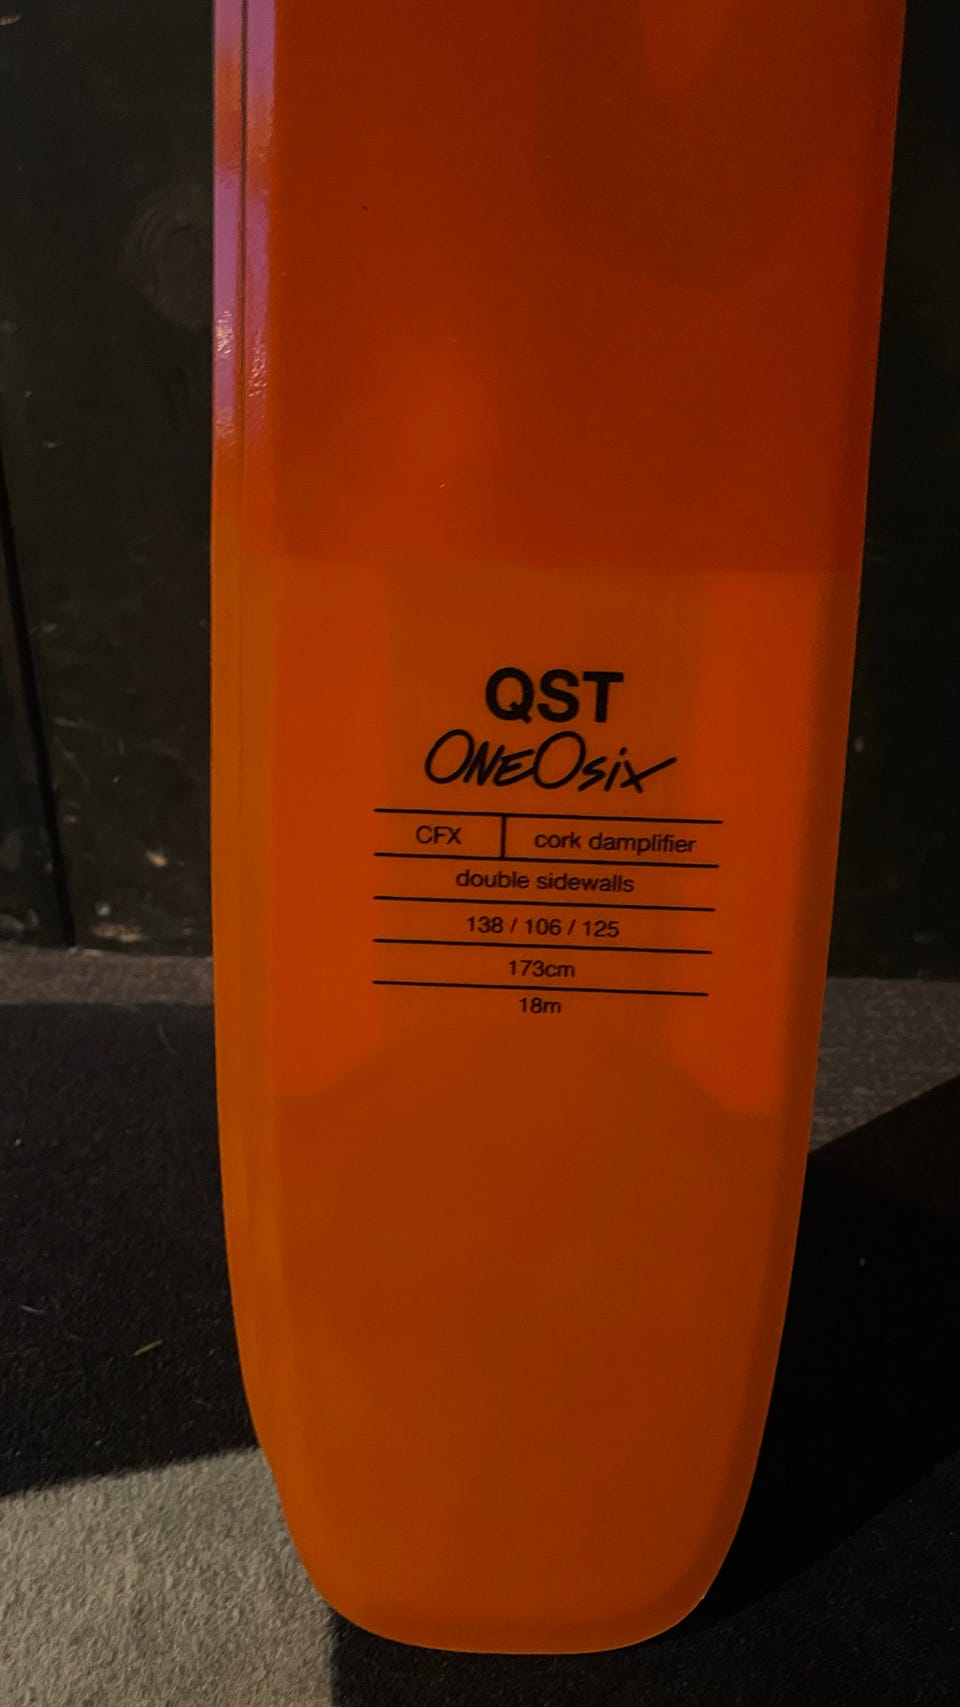 QST
ONEOsix
CFX cork damplifier
double sidewalls
138 / 106 / 125
173cm
18m